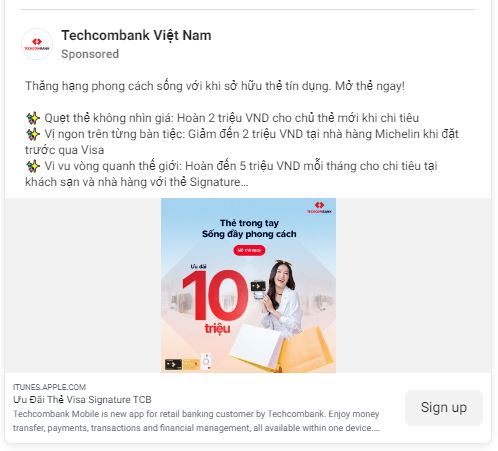 Techcombank Việt Nam
TECHCOMBANK
Sponsored
Thăng hạng phong cách sống với khi sở hữu thẻ tín dụng. Mở thẻ ngay!
✨ Quẹt thẻ không nhìn giá: Hoàn 2 triệu VND cho chủ thẻ mới khi chi tiêu
✨ Vị ngon trên từng bàn tiệc: Giảm đến 2 triệu VND tại nhà hàng Michelin khi đặt
trước qua Visa
✨ Vi vu vòng quanh thế giới: Hoàn đến 5 triệu VND mỗi tháng cho chi tiêu tại
khách sạn và nhà hàng với thẻ Signature...
TECHCOMBANK
Thẻ trong tay
Sống đầy phong cách
Mở thẻ ngay
Ưu đãi
10
triệu
ITUNES.APPLE.COM
Ưu Đãi Thẻ Visa Signature TCB
Techcombank Mobile is new app for retail banking customer by Techcombank. Enjoy money
transfer, payments, transactions and financial management, all available within one device....
Sign up